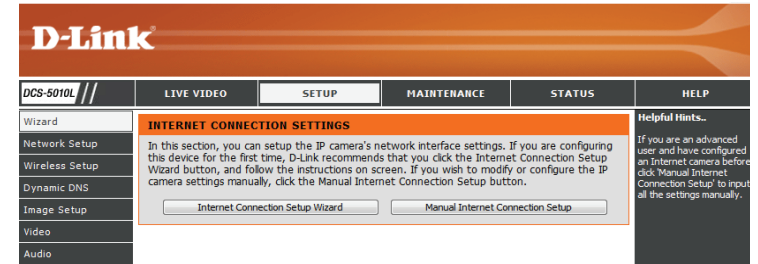 D-Link
DCS-5010L //
LIVE VIDEO
SETUP
MAINTENANCE
STATUS
HELP
Wizard
Network Setup
Wireless Setup
Dynamic DNS
Image Setup
Video
Audio
INTERNET CONNECTION SETTINGS
In this section, you can setup the IP camera's network interface settings. If you are configuring
this device for the first time, D-Link recommends that you click the Internet Connection Setup
Wizard button, and follow the instructions on screen. If you wish to modify or configure the IP
camera settings manually, click the Manual Internet Connection Setup button.
Internet Connection Setup Wizard
Manual Internet Connection Setup
Helpful Hints..
If you are an advanced
user and have configured
an Internet camera before
click 'Manual Internet
Connection Setup' to input
all the settings manually.